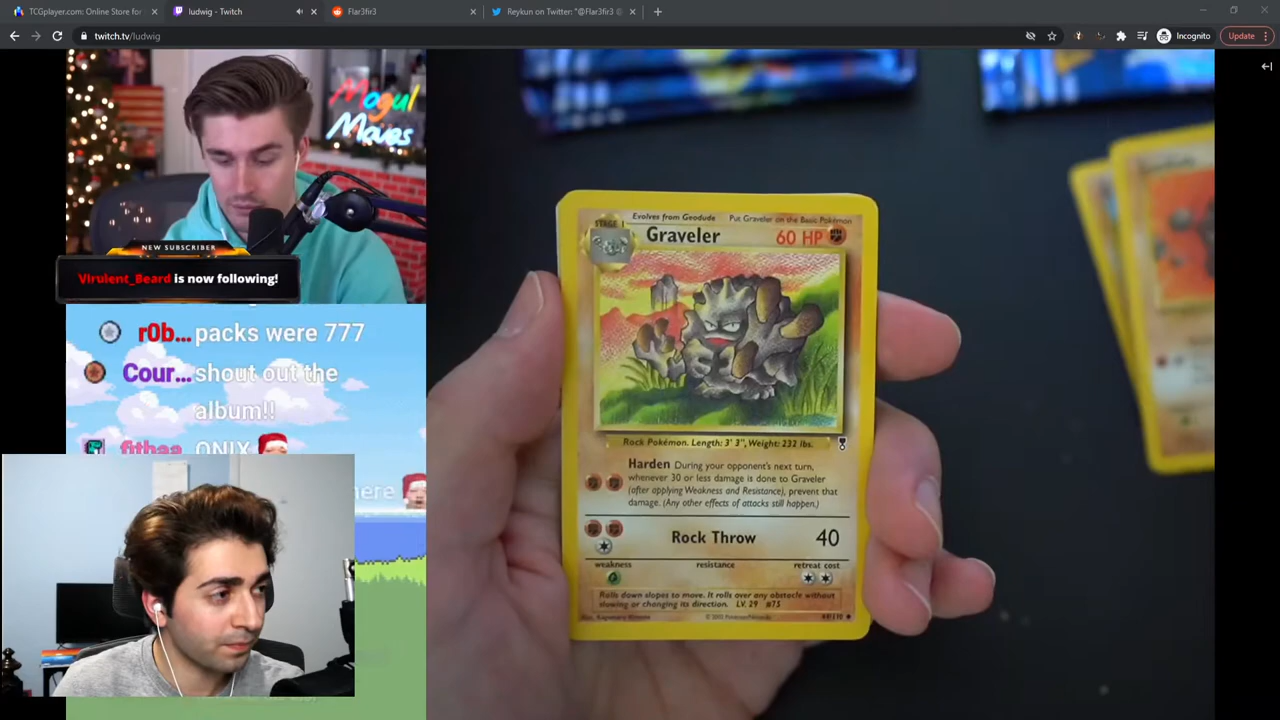 TCGplayer.com: Online Store for
ludwig - Twitch
Flar3fir3
Reykun on Twitter: "@Flar3fir3 @
twitch.tv/ludwig
Incognito
Update
Mogul
Moves
NEW SUBSCRIBER
Virulent_Beard is now following!
r0b... packs were 777
Cour... shout out the
album!!
fithaa ONIX
here
STAGE 1
Evolves from Geodude
Put Graveler on the Basic Pokémon
Graveler
60 HP
Rock Pokémon. Length: 3' 3", Weight: 232 lbs.
Harden During your opponent's next turn,
whenever 30 or less damage is done to Graveler
(after applying Weakness and Resistance), prevent that
damage. (Any other effects of attacks still happen.)
Rock Throw 40
weakness resistance retreat cost
Rolls down slopes to move. It rolls over any obstacle without
slowing or changing its direction. LV. 29 #75